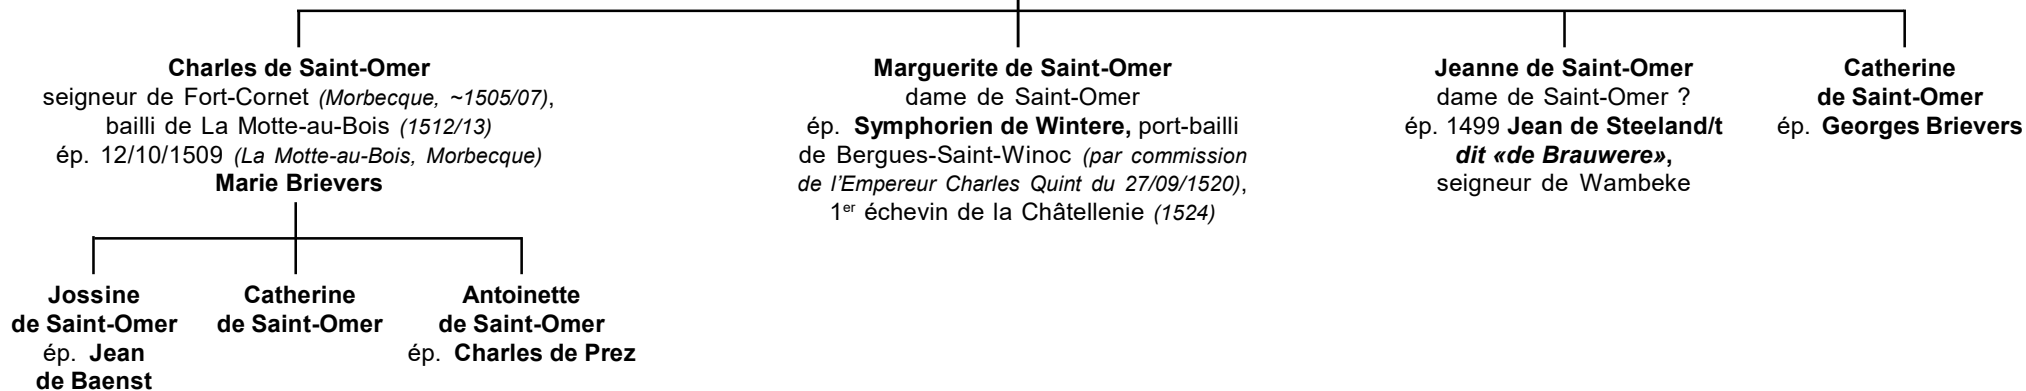 Charles de Saint-Omer
seigneur de Fort-Cornet (Morbecque, ~1505/07),
bailli de La Motte-au-Bois (1512/13)
ép. 12/10/1509 (La Motte-au-Bois, Morbecque)
Marie Brievers
Marguerite de Saint-Omer
dame de Saint-Omer
ép. Symphorien de Wintere, port-bailli
de Bergues-Saint-Winoc (par commission
de l’Empereur Charles Quint du 27/09/1520),
1er échevin de la Châtellenie (1524)
Jeanne de Saint-Omer
dame de Saint-Omer ?
ép. 1499 Jean de Steeland/t
dit «de Brauwere»,
seigneur de Wambeke
Catherine
de Saint-Omer
ép. Georges Brievers
Jossine
de Saint-Omer
ép. Jean
de Baenst
Catherine
de Saint-Omer
Antoinette
de Saint-Omer
ép. Charles de Prez